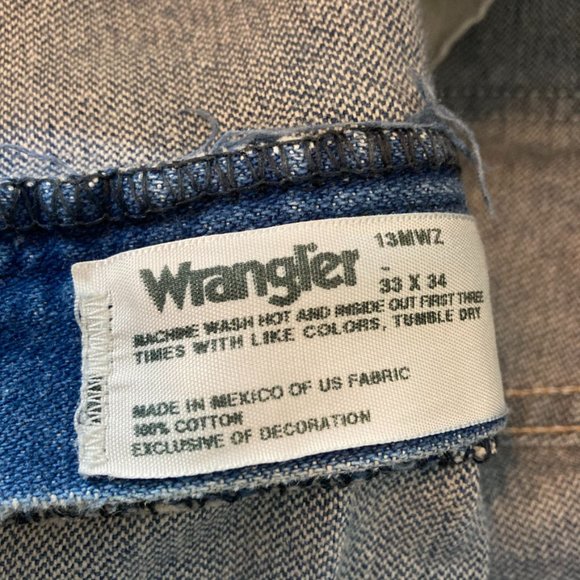 Wrangler 13MWZ
-
33 X 34
MACHINE WASH HOT AND INSIDE OUT FIRST THREE
TIMES WITH LIKE COLORS, TUMBLE DRY
MADE IN MEXICO OF US FABRIC
100% COTTON
EXCLUSIVE OF DECORATION